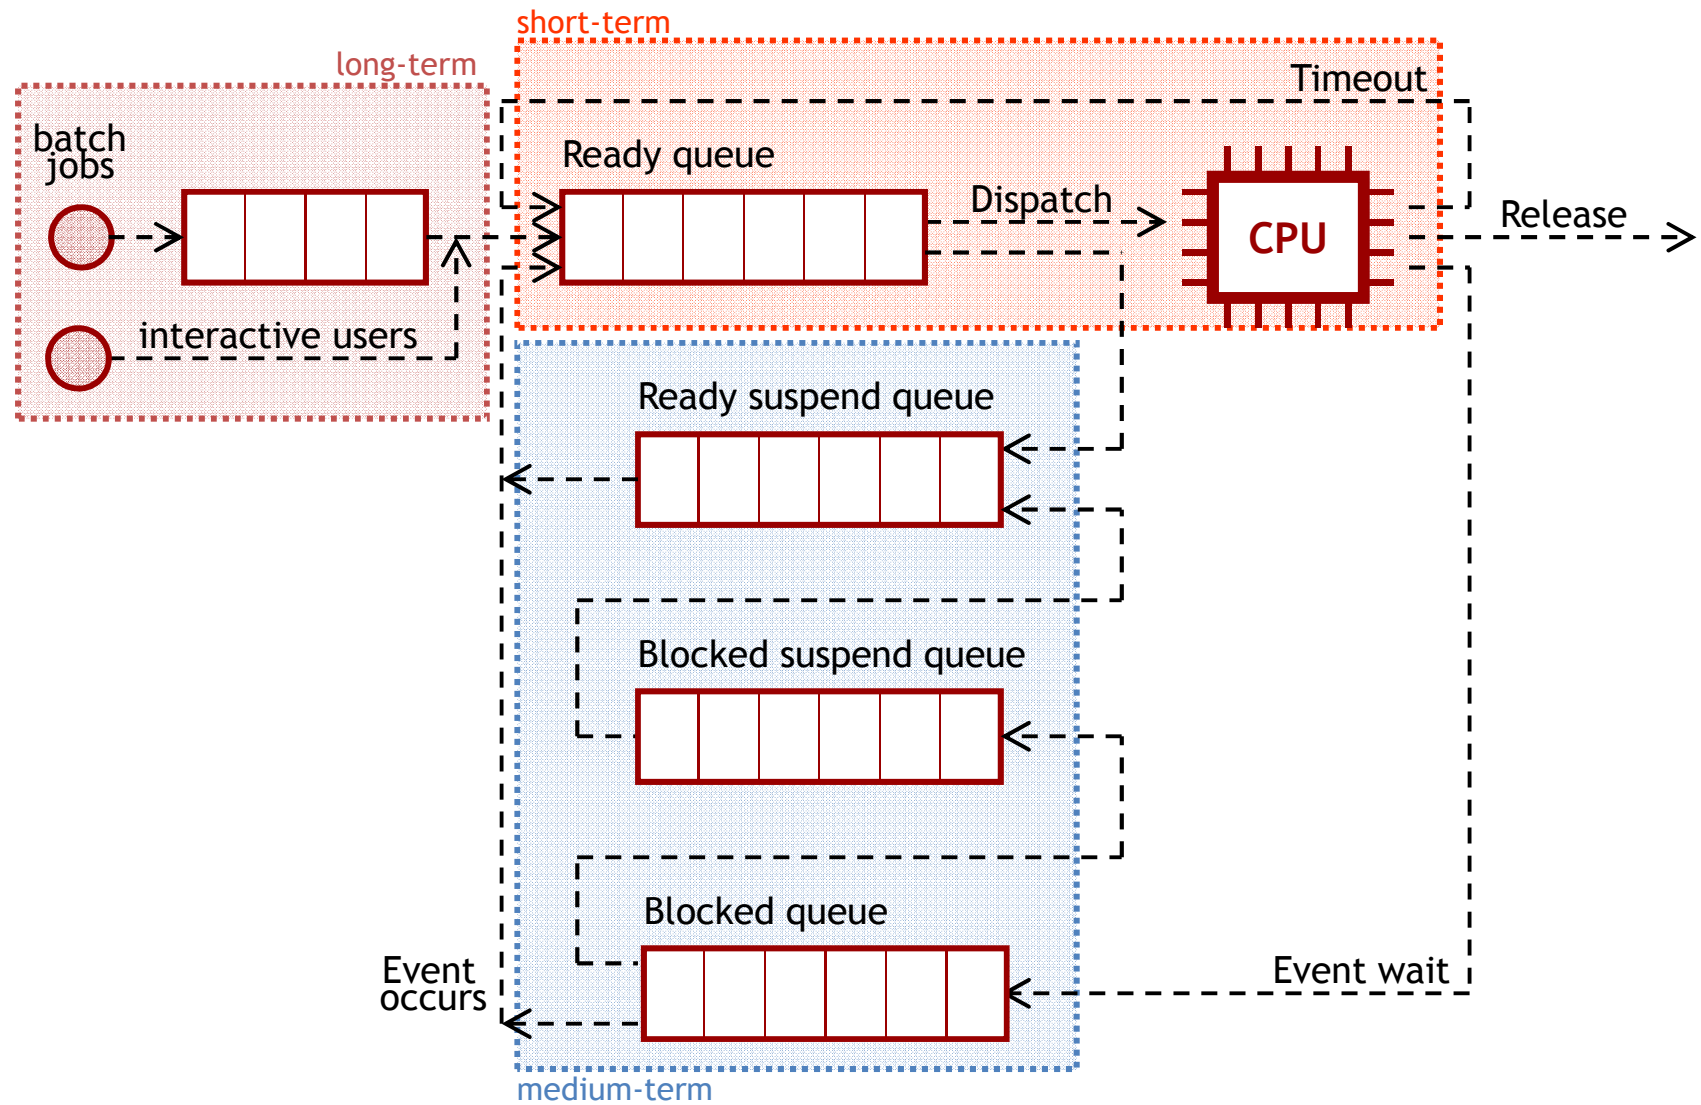 short-term
long-term
Timeout
batch
jobs
Ready queue
Dispatch
CPU
Release
interactive users
Ready suspend queue
Blocked suspend queue
Blocked queue
Event
occurs
Event wait
medium-term